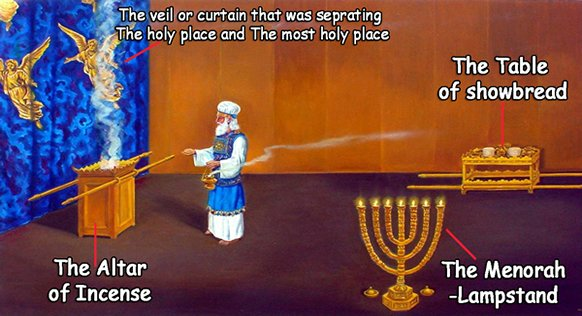 The veil or curtain that was seprating
The holy place and The most holy place
The Table
of showbread
The Altar
of Incense
The Menorah
-Lampstand